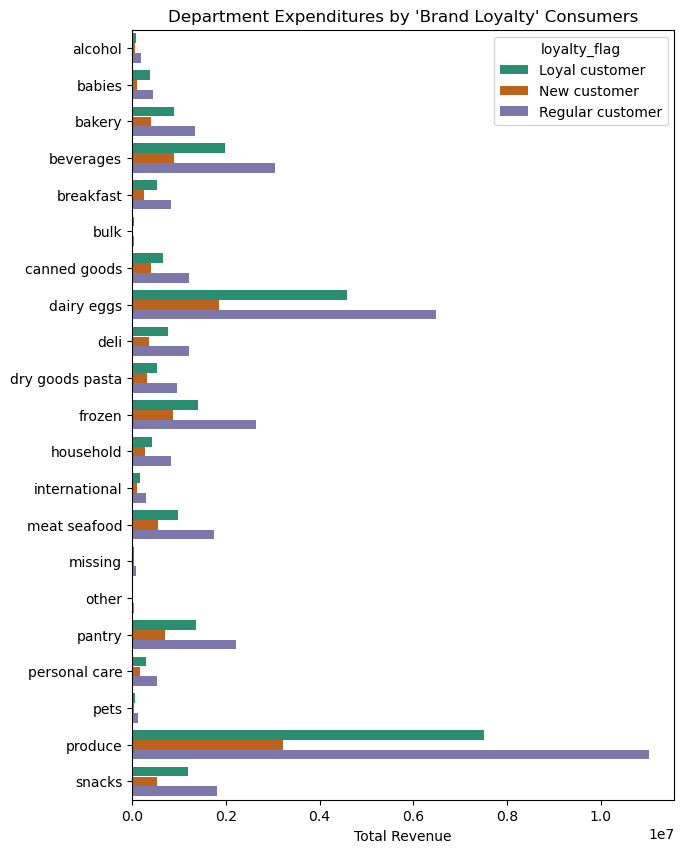 Department Expenditures by 'Brand Loyalty' Consumers
loyalty_flag
Loyal customer
New customer
Regular customer
alcohol
babies
bakery
beverages
breakfast
bulk
canned goods
dairy eggs
deli
dry goods pasta
frozen
household
international
meat seafood
missing
other
pantry
personal care
pets
produce
snacks
0.0 0.2 0.4 0.6 0.8 1.0
1e7
Total Revenue